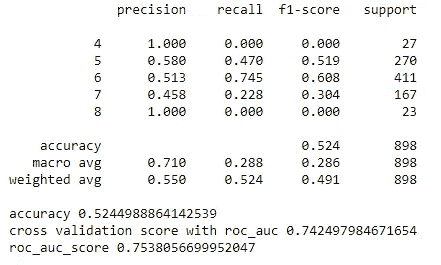 precision recall f1-score support
4 1.000 0.000 0.000 27
5 0.580 0.470 0.519 270
6 0.513 0.745 0.608 411
7 0.458 0.228 0.304 167
8 1.000 0.000 0.000 23
accuracy 0.524 898
macro avg 0.710 0.288 0.286 898
weighted avg 0.550 0.524 0.491 898
accuracy 0.5244988864142539
cross validation score with roc_auc 0.742497984671654
roc_auc_score 0.7538056699952047